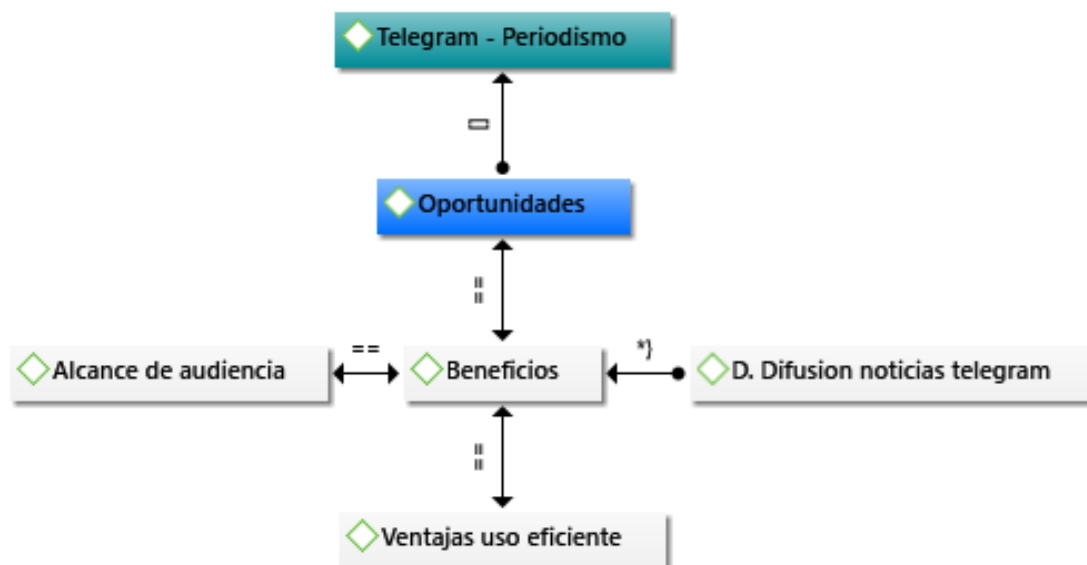 Telegram - Periodismo
[]
Oportunidades
==
Alcance de audiencia
==
Beneficios
*}
D. Difusion noticias telegram
==
Ventajas uso eficiente